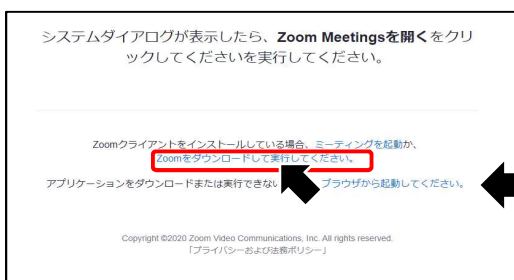 システムダイアログが表示したら、Zoom Meetingsを開くをクリ
ックしてくださいを実行してください。
Zoomクライアントをインストールしている場合、ミーティングを起動か、
Zoomをダウンロードして実行してください。
アプリケーションをダウンロードまたは実行できない ブラウザから起動してください。
Copyright ©2020 Zoom Video Communications, Inc. All rights reserved.
「プライバシーおよび法務ポリシー」